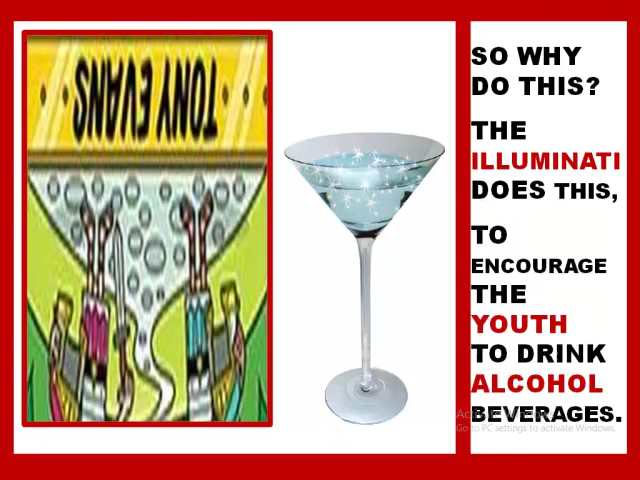 TONY EVANS
SO WHY
DO THIS?
THE
ILLUMINATI
DOES THIS,
TO
ENCOURAGE
THE
YOUTH
TO DRINK
ALCOHOL
BEVERAGES.
Go to PC settings to activate Windows.